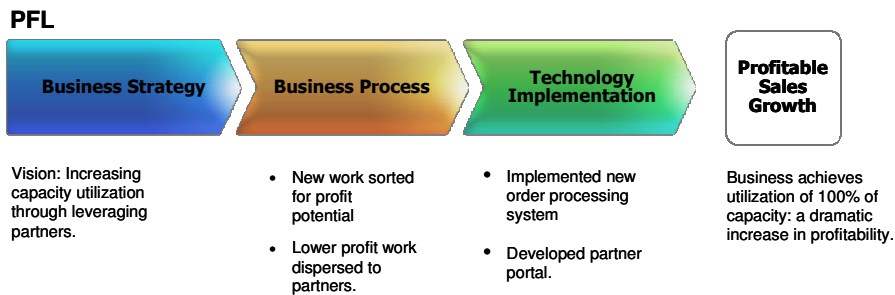 PFL
Business Strategy
Business Process
Technology
Implementation
Profitable
Sales
Growth
Vision: Increasing
capacity utilization
through leveraging
partners.
• New work sorted
for profit
potential
• Lower profit work
dispersed to
partners.
• Implemented new
order processing
system
• Developed partner
portal.
Business achieves
utilization of 100% of
capacity: a dramatic
increase in profitability.